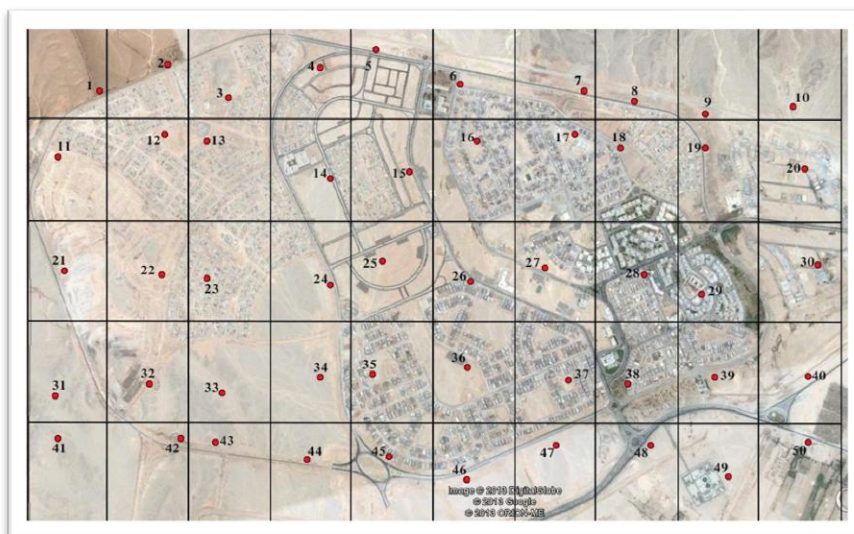 1 2 3 4 5 6 7 8 9 10
11 12 13 14 15 16 17 18 19 20
21 22 23 24 25 26 27 28 29 30
31 32 33 34 35 36 37 38 39 40
41 42 43 44 45 46 47 48 49 50
Image © 2013 DigitalGlobe
© 2013 Google
© 2013 ORION-ME